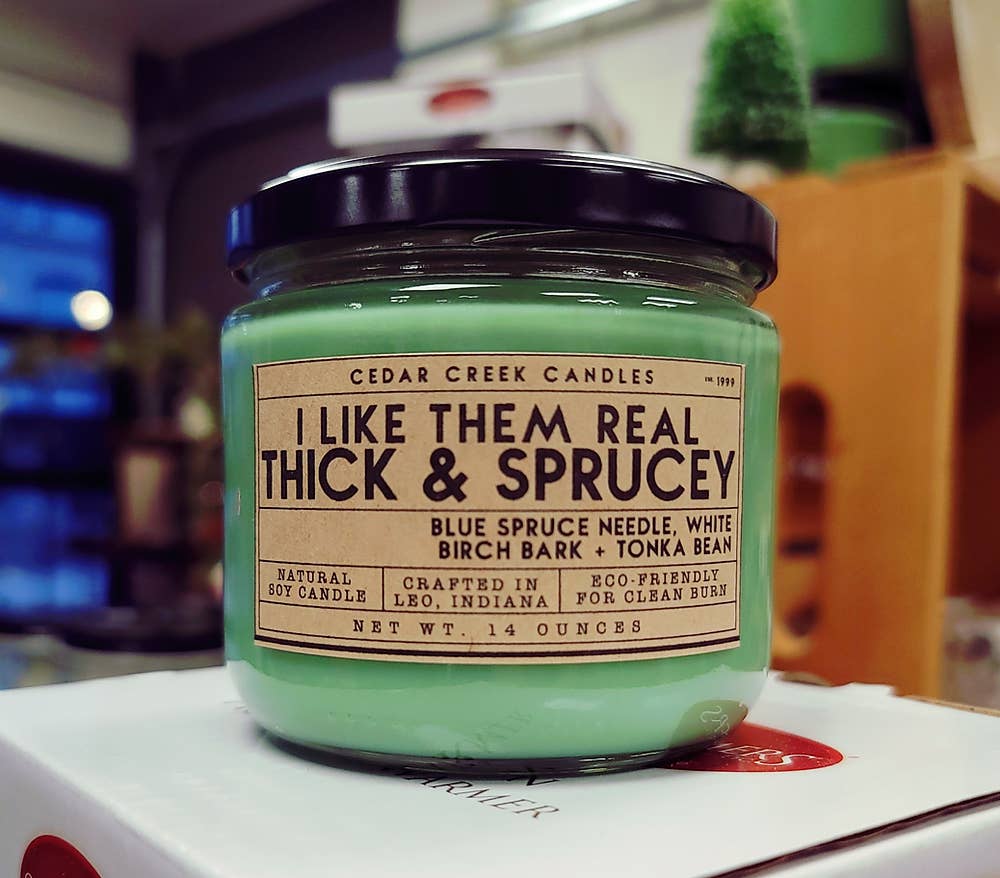 CEDAR CREEK CANDLES
EST. 1999
I LIKE THEM REAL
THICK & SPRUCEY
BLUE SPRUCE NEEDLE, WHITE
BIRCH BARK + TONKA BEAN
NATURAL
SOY CANDLE
CRAFTED IN
LEO, INDIANA
ECO-FRIENDLY
FOR CLEAN BURN
NET WT. 14 OUNCES
WARMER